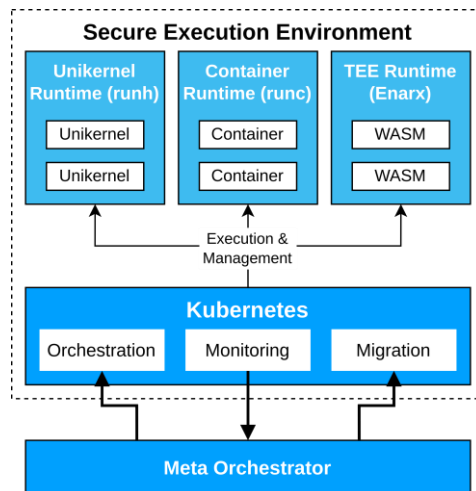 Secure Execution Environment
Unikernel
Runtime (runh)
Unikernel
Unikernel
Container
Runtime (runc)
Container
Container
TEE Runtime
(Enarx)
WASM
WASM
Execution &
Management
Kubernetes
Orchestration
Monitoring
Migration
Meta Orchestrator